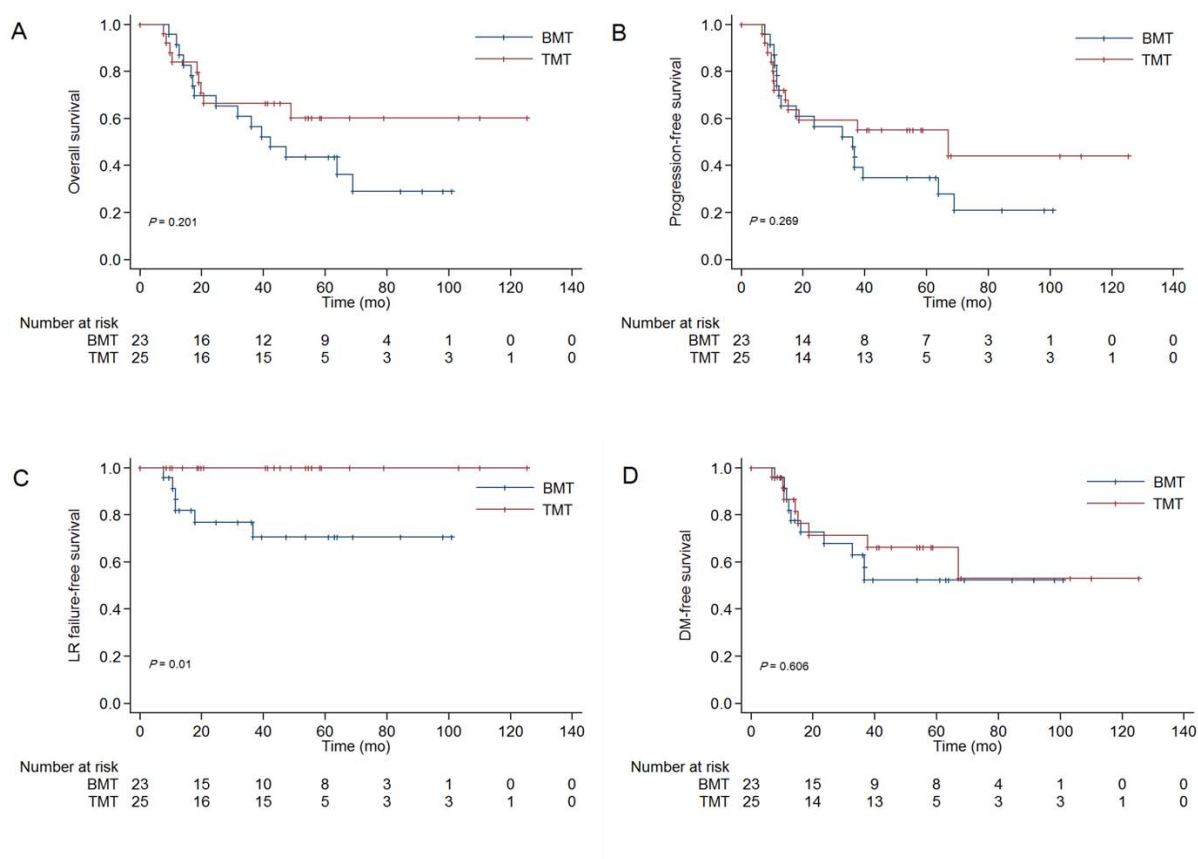 A
Overall survival
1.0
0.8
0.6
0.4
0.2
0.0
BMT
TMT
P = 0.201
0 20 40 60 80 100 120 140
Time (mo)
Number at risk
BMT 23 16 12 9 4 1 0 0
TMT 25 16 15 5 3 3 1 0
B
Progression-free survival
1.0
0.8
0.6
0.4
0.2
0.0
BMT
TMT
P = 0.269
0 20 40 60 80 100 120 140
Time (mo)
Number at risk
BMT 23 14 8 7 3 1 0 0
TMT 25 14 13 5 3 3 1 0
C
LR failure-free survival
1.0
0.8
0.6
0.4
0.2
0.0
BMT
TMT
P = 0.01
0 20 40 60 80 100 120 140
Time (mo)
Number at risk
BMT 23 15 10 8 3 1 0 0
TMT 25 16 15 5 3 3 1 0
D
DM-free survival
1.0
0.8
0.6
0.4
0.2
0.0
BMT
TMT
P = 0.606
0 20 40 60 80 100 120 140
Time (mo)
Number at risk
BMT 23 15 9 8 4 1 0 0
TMT 25 14 13 5 3 3 1 0